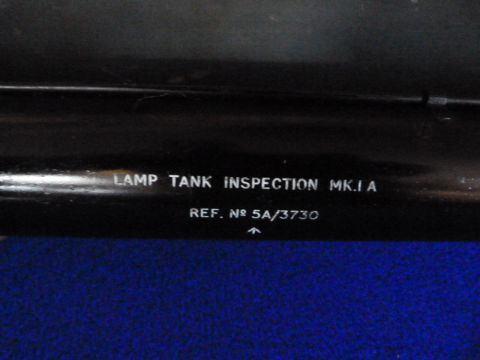 LAMP TANK INSPECTION MK.I A
REF. Nº 5A/3730